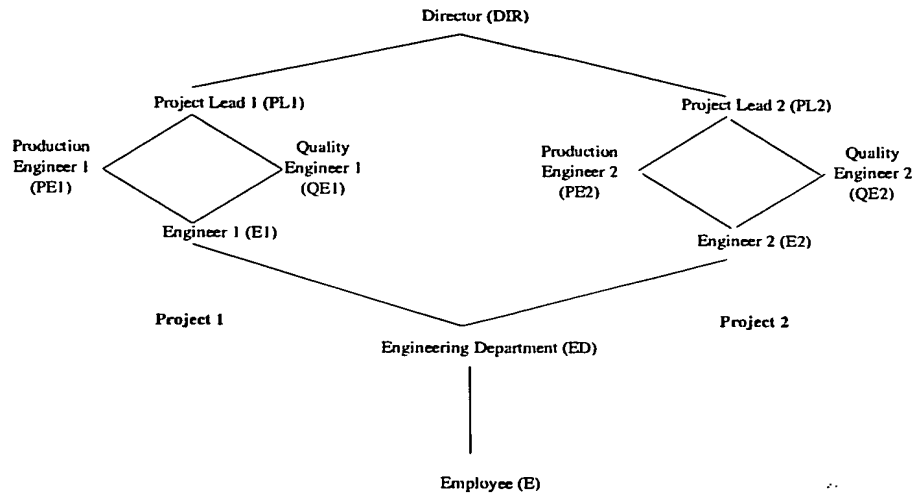 Director (DIR)
Project Lead 1 (PL1)
Project Lead 2 (PL2)
Production
Engineer 1
(PE1)
Quality
Engineer 1
(QE1)
Production
Engineer 2
(PE2)
Quality
Engineer 2
(QE2)
Engineer 1 (E1)
Engineer 2 (E2)
Project 1
Project 2
Engineering Department (ED)
Employee (E)